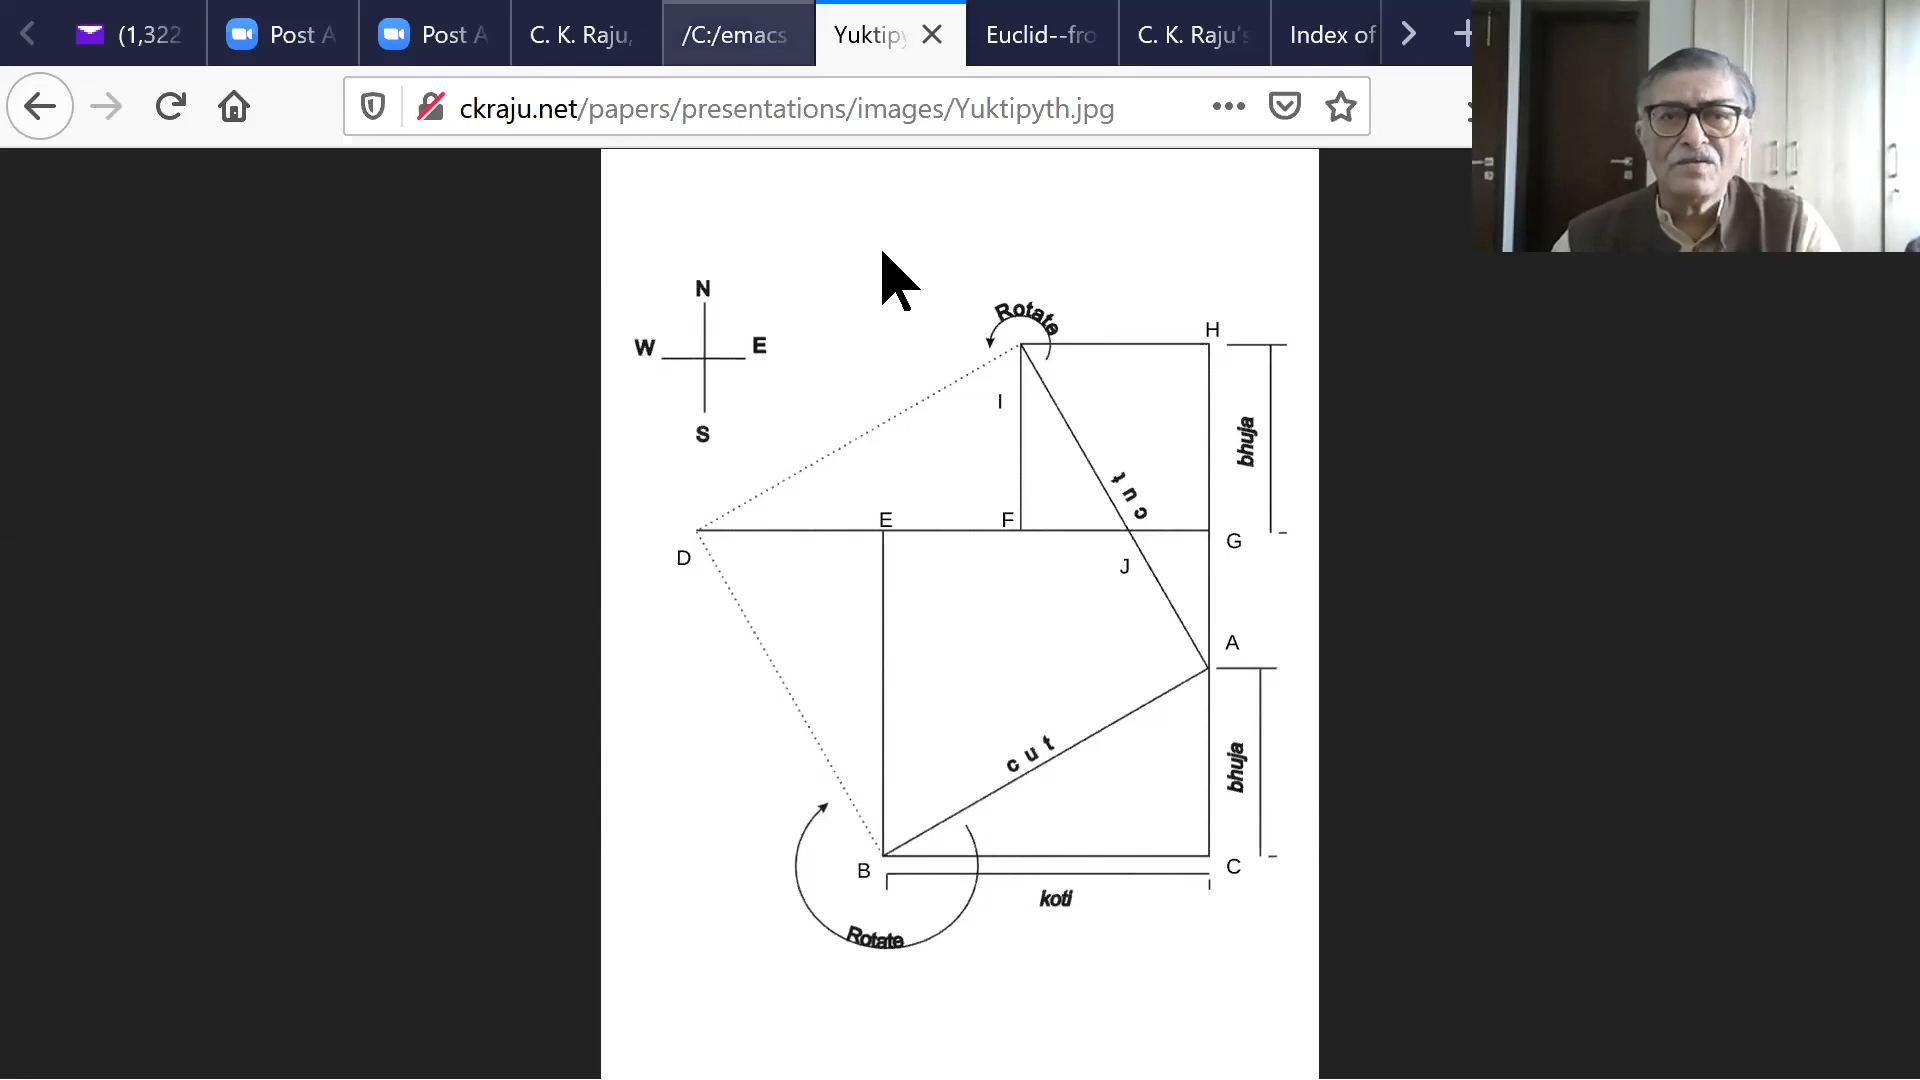 (1,322
Post A
Post A
C. K. Raju,
/C:/emacs
Yuktipy
Euclid--fro
C. K. Raju's
Index of
ckraju.net/papers/presentations/images/Yuktipyth.jpg
N
W
E
S
Rotate
H
I
bhuja
cut
E
F
G
D
J
A
cut
bhuja
B
C
koti
Rotate